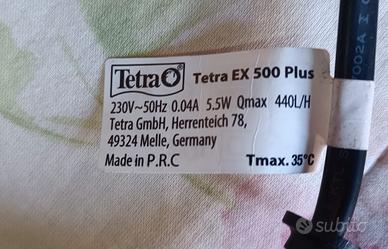 Tetra
Tetra EX 500 Plus
230V~50Hz 0.04A 5.5W Qmax 440L/H
Tetra GmbH, Herrenteich 78,
49324 Melle, Germany
Made in P.R.C
Tmax. 35°C
002A I
subito